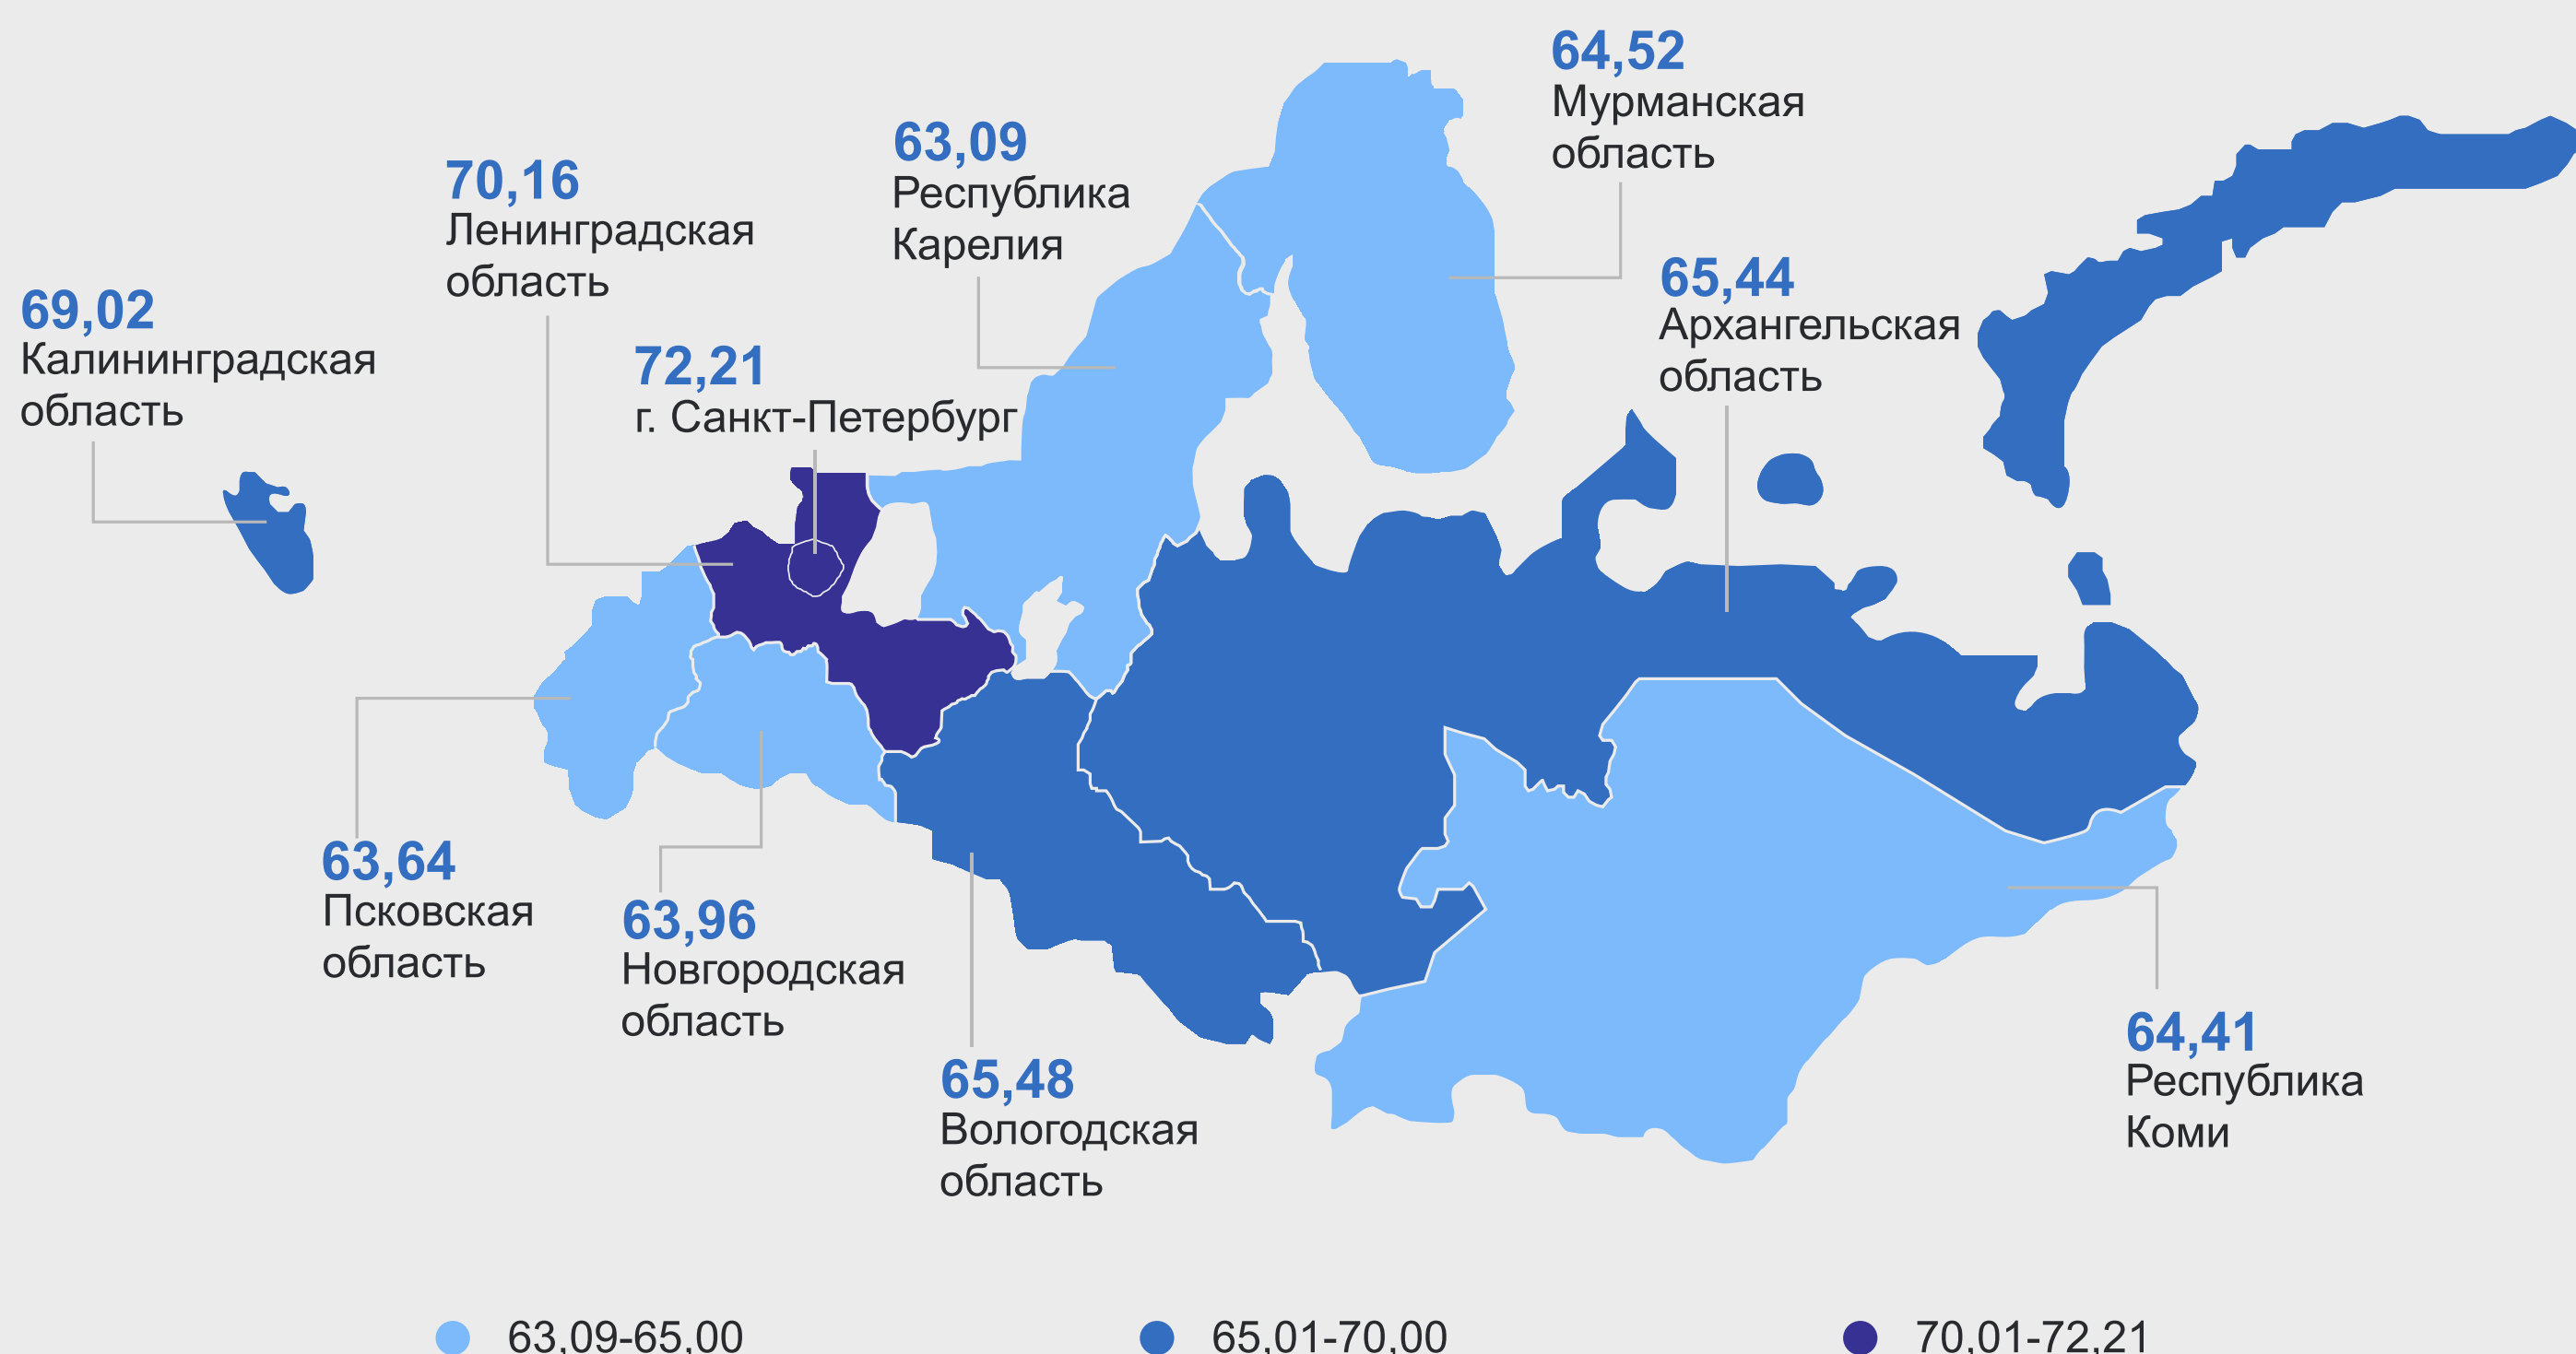 64,52
Мурманская
область
63,09
Республика
Карелия
70,16
Ленинградская
область
65,44
Архангельская
область
69,02
Калининградская
область
72,21
г. Санкт-Петербург
63,64
Псковская
область
63,96
Новгородская
область
65,48
Вологодская
область
64,41
Республика
Коми
63,09-65,00
65,01-70,00
70,01-72,21